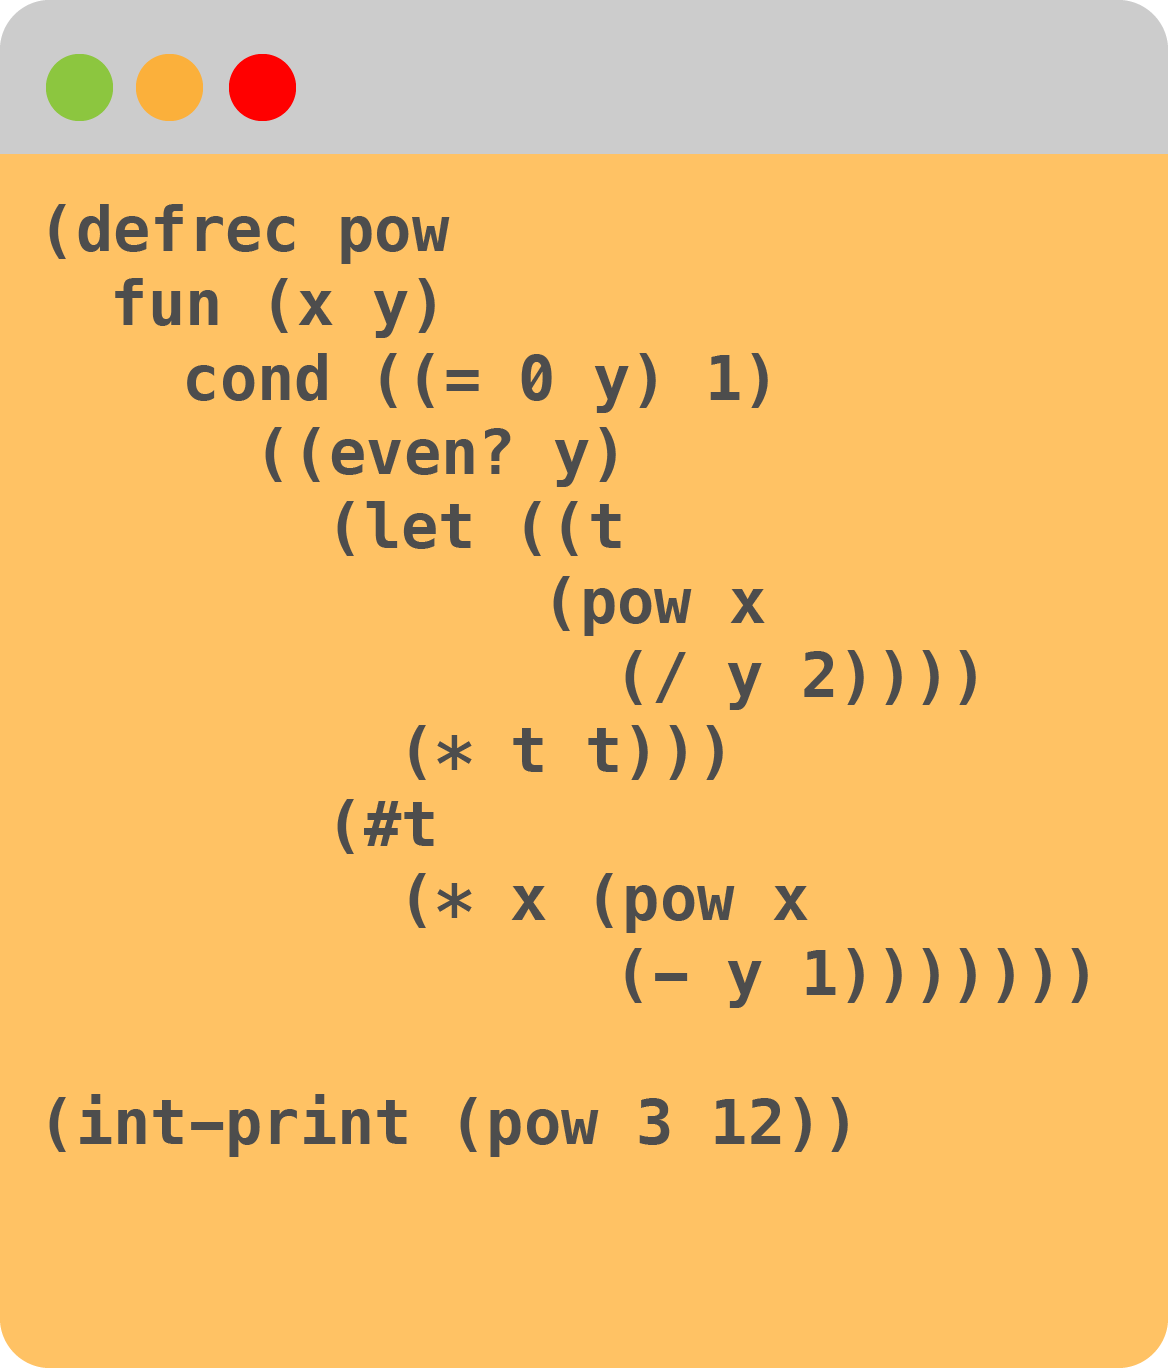 (defrec pow
  fun (x y)
    cond ((= 0 y) 1)
      ((even? y)
        (let ((t
              (pow x
                (/ y 2))))
          (* t t)))
        (#t
          (* x (pow x
                (− y 1)))))))

(int−print (pow 3 12))